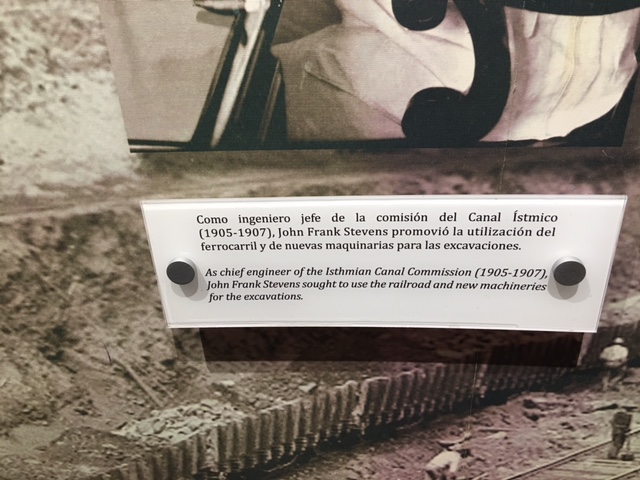 Como ingeniero jefe de la comisión del Canal Ístmico
(1905-1907), John Frank Stevens promovió la utilización del
ferrocarril y de nuevas maquinarias para las excavaciones.
As chief engineer of the Isthmian Canal Commission (1905-1907),
John Frank Stevens sought to use the railroad and new machineries
for the excavations.